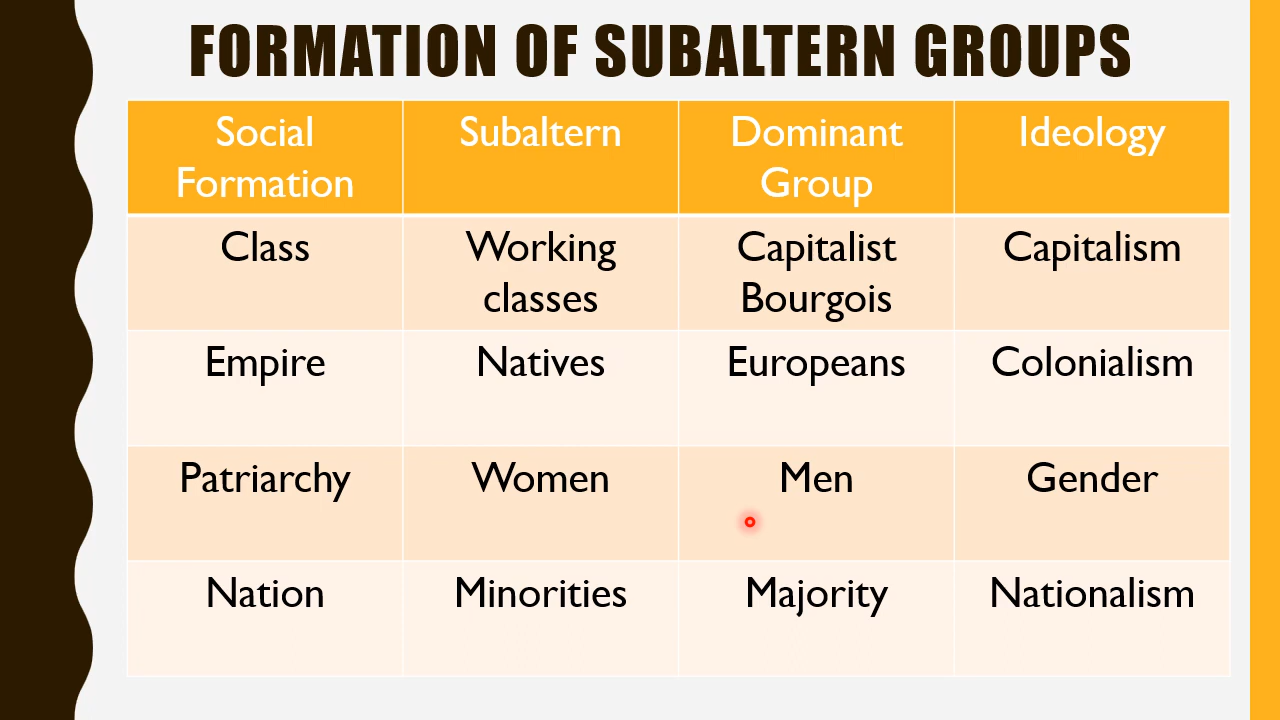 FORMATION OF SUBALTERN GROUPS
Social Formation | Subaltern | Dominant Group | Ideology
Class | Working classes | Capitalist Bourgois | Capitalism
Empire | Natives | Europeans | Colonialism
Patriarchy | Women | Men | Gender
Nation | Minorities | Majority | Nationalism